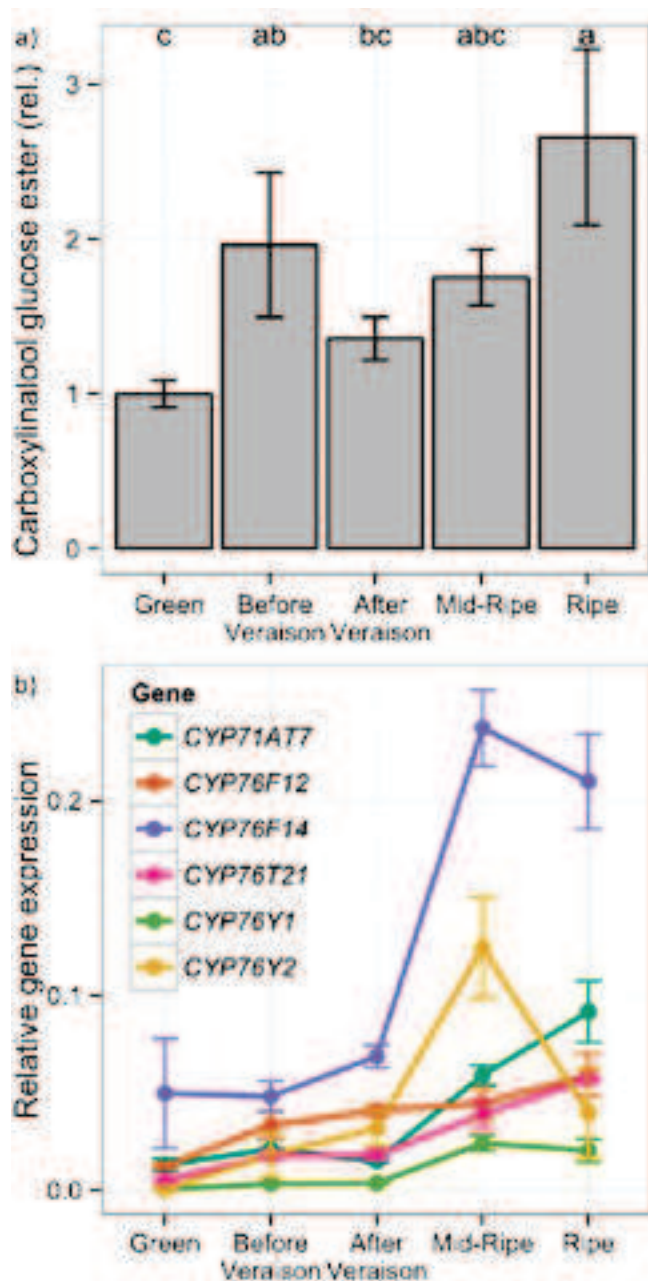 a)
c ab bc abc a
Carboxylinalool glucose ester (rel.)
3
2
1
0
Green Before After Mid-Ripe Ripe
Veraison Veraison
b)
Gene
CYP71AT7
CYP76F12
CYP76F14
CYP76T21
CYP76Y1
CYP76Y2
Relative gene expression
0.2
0.1
0.0
Green Before After Mid-Ripe Ripe
Veraison Veraison